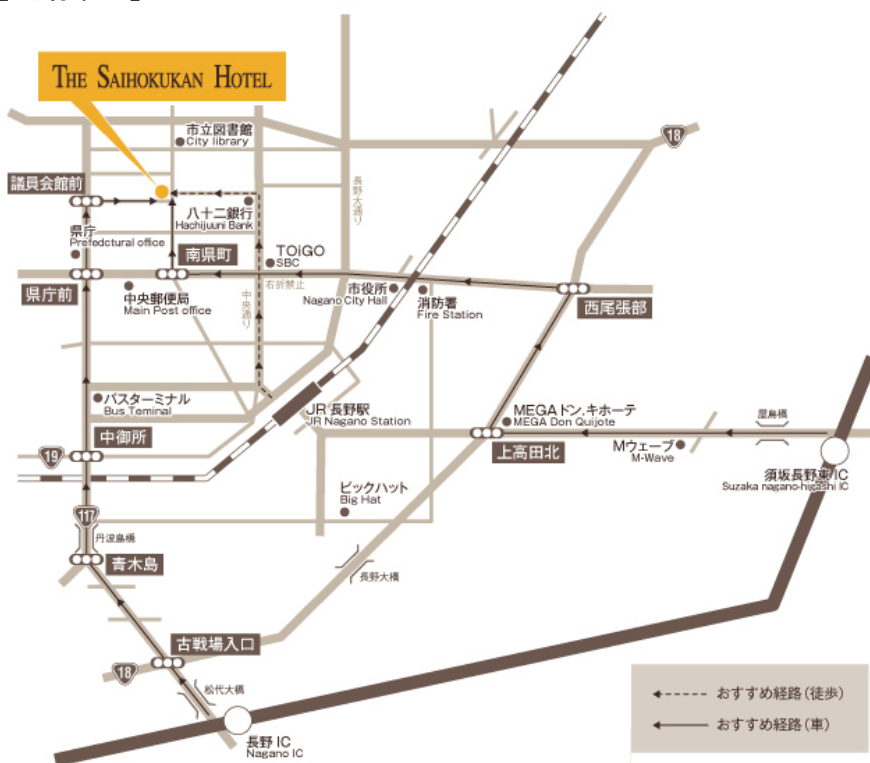 THE SAIHOKUKAN HOTEL
市立図書館
City library
18
議員会館前
長野大通り
八十二銀行
Hachijuuni Bank
県庁
Prefedctural office
南県町
TOiGO
SBC
県庁前
中央郵便局
Main Post office
中央通り
右折禁止
市役所
Nagano City Hall
消防署
Fire Station
西尾張部
バスターミナル
Bus Teminal
JR 長野駅
JR Nagano Station
MEGAドン.キホーテ
MEGA Don Quijote
屋島橋
中御所
19
上高田北
Mウェーブ
M-Wave
須坂長野東IC
Suzaka nagano-higashi IC
ビックハット
Big Hat
117
丹波島橋
青木島
長野大橋
古戦場入口
18
松代大橋
長野 IC
Nagano IC
おすすめ経路(徒歩)
おすすめ経路(車)